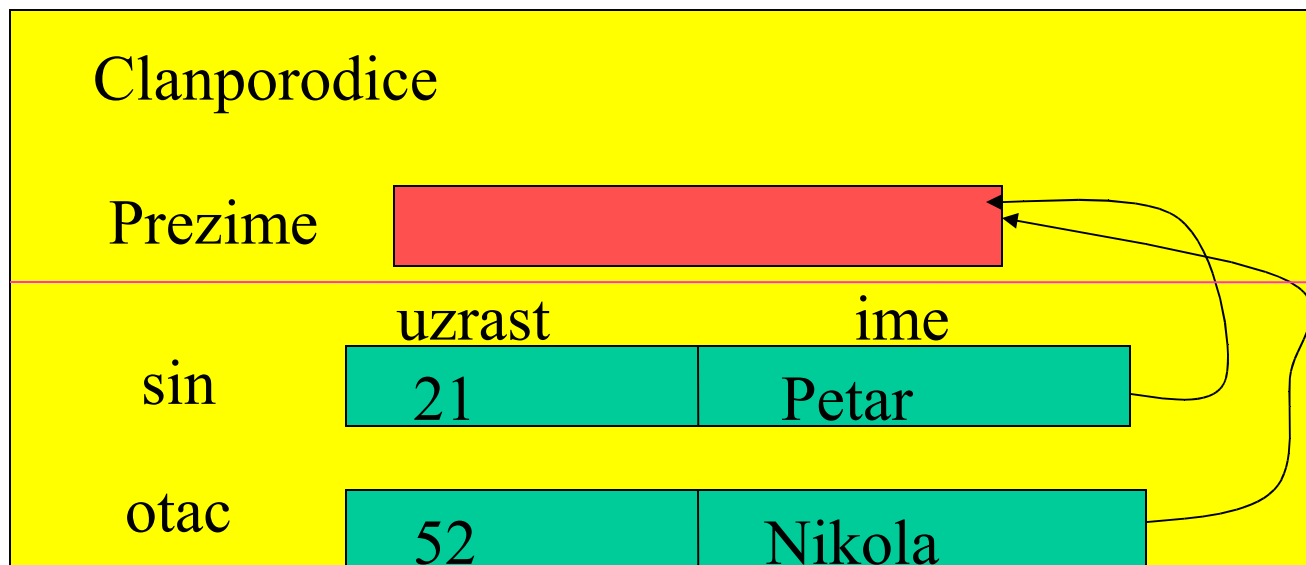 Clanporodice
Prezime
uzrast ime
sin 21 Petar
otac 52 Nikola